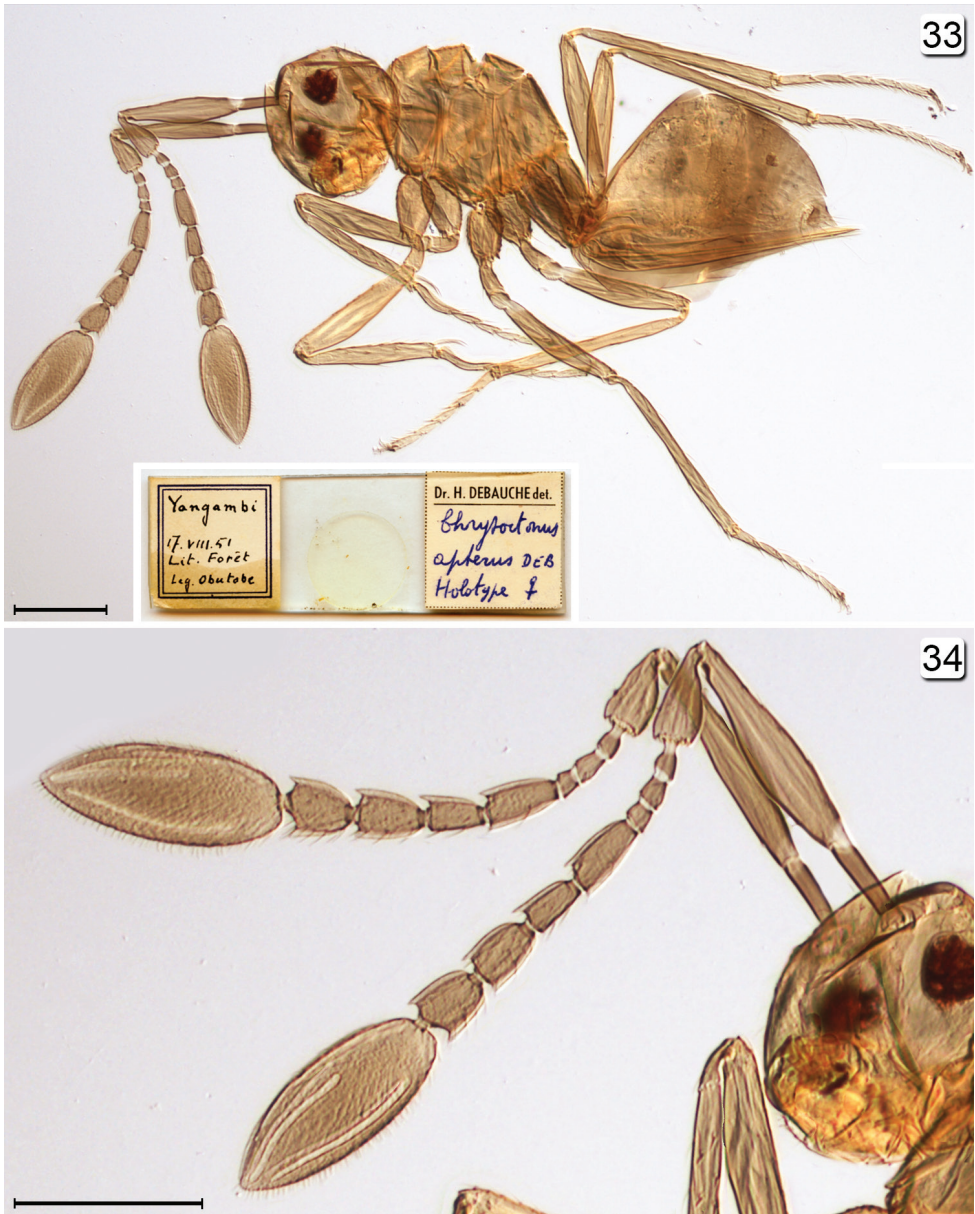 33
Yangambi
17.VIII.51
Lit. Forêt
Leg. Obutobe
Dr. H. DEBAUCHE det.
Chrysoctonus
apterus DEB
Holotype ♀
34